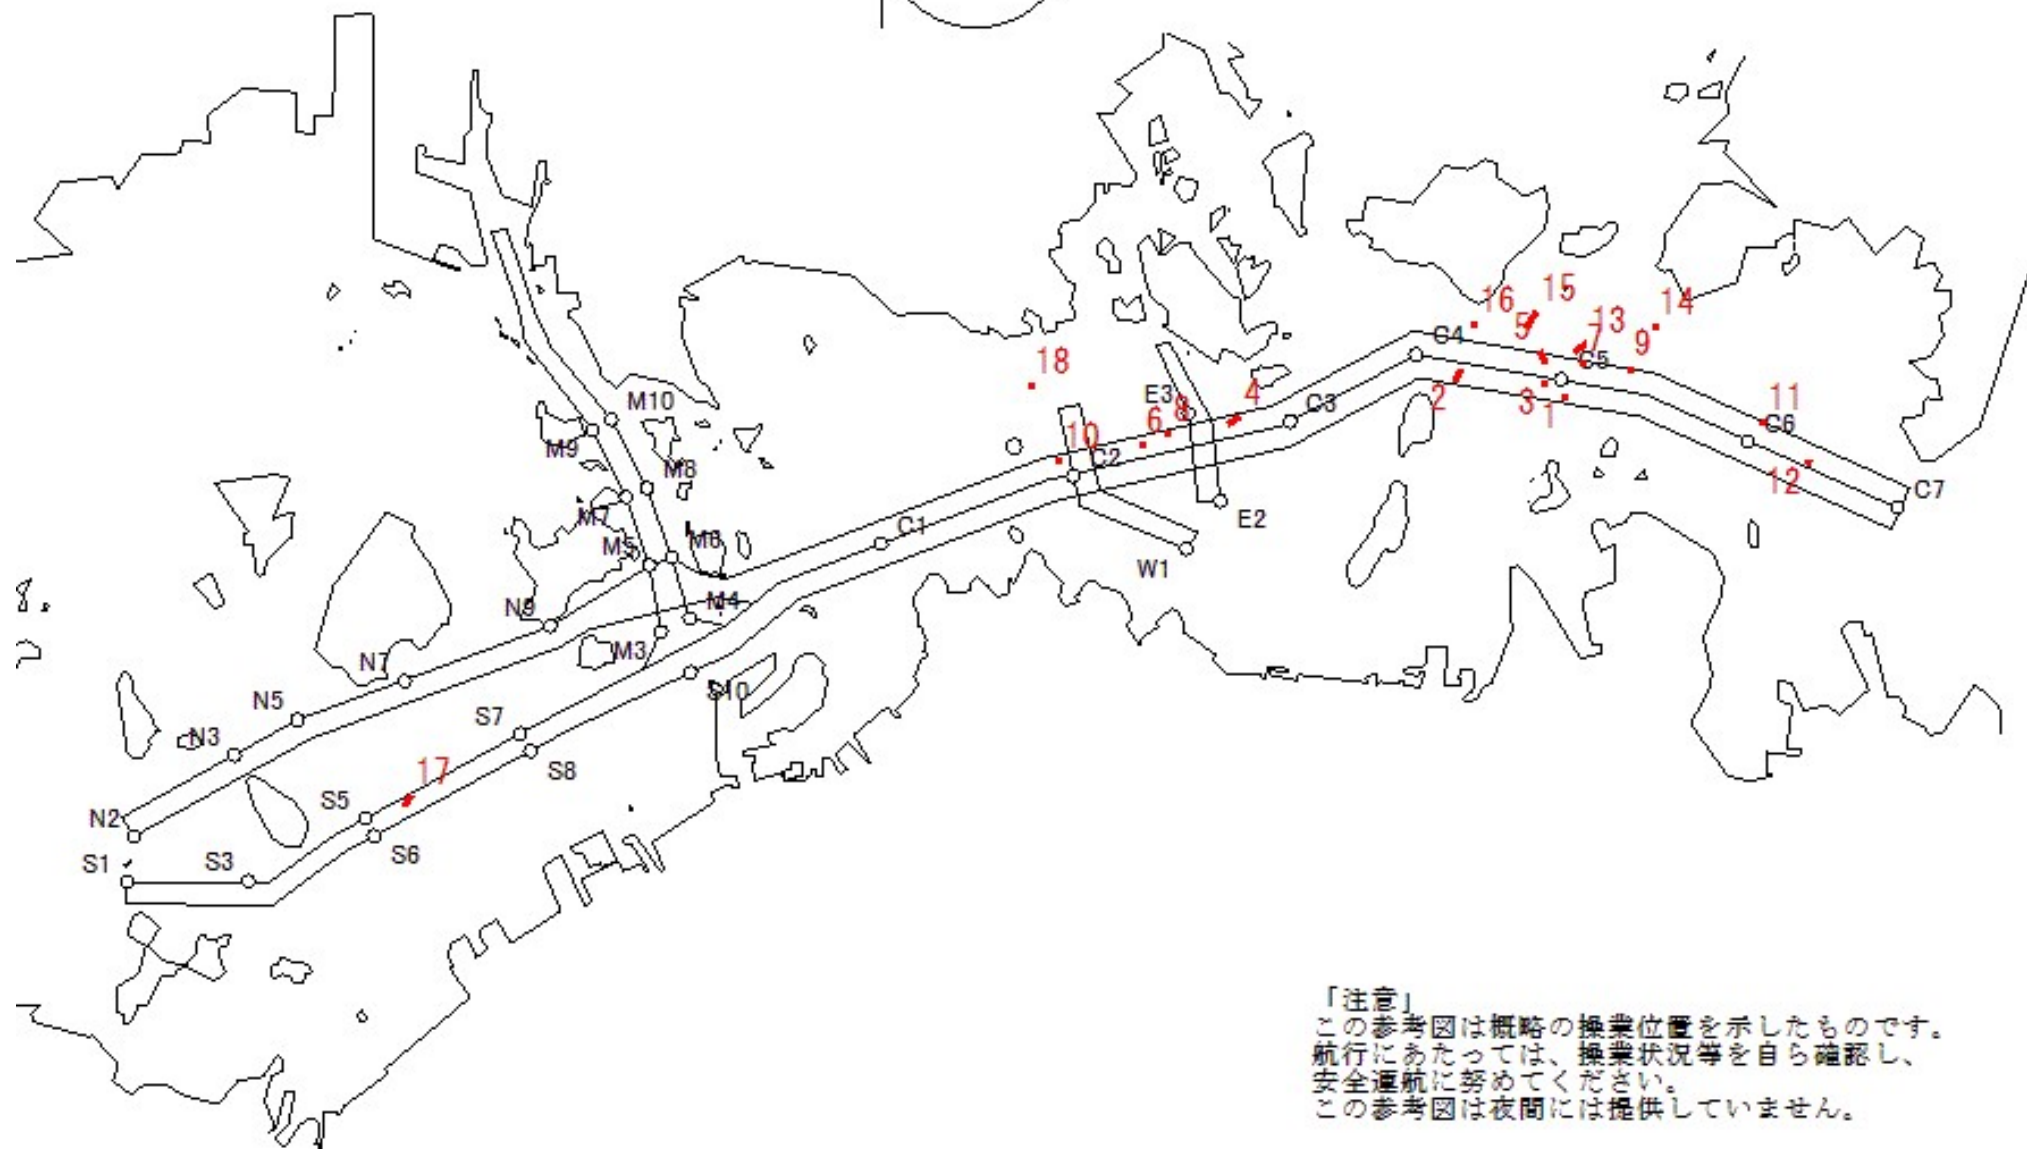 16
15
14
5
13
7
9
C4
C5
18
E3
4
2
3
1
11
6
8
C3
C6
M10
10
C2
12
M9
M8
C7
M7
E2
C1
M5
M6
W1
N9
M4
M3
N7
S10
N5
S7
N3
S8
17
S5
N2
S6
S1
S3
「注意」
この参考図は概略の操業位置を示したものです。
航行にあたっては、操業状況等を自ら確認し、
安全運航に努めてください。
この参考図は夜間には提供していません。